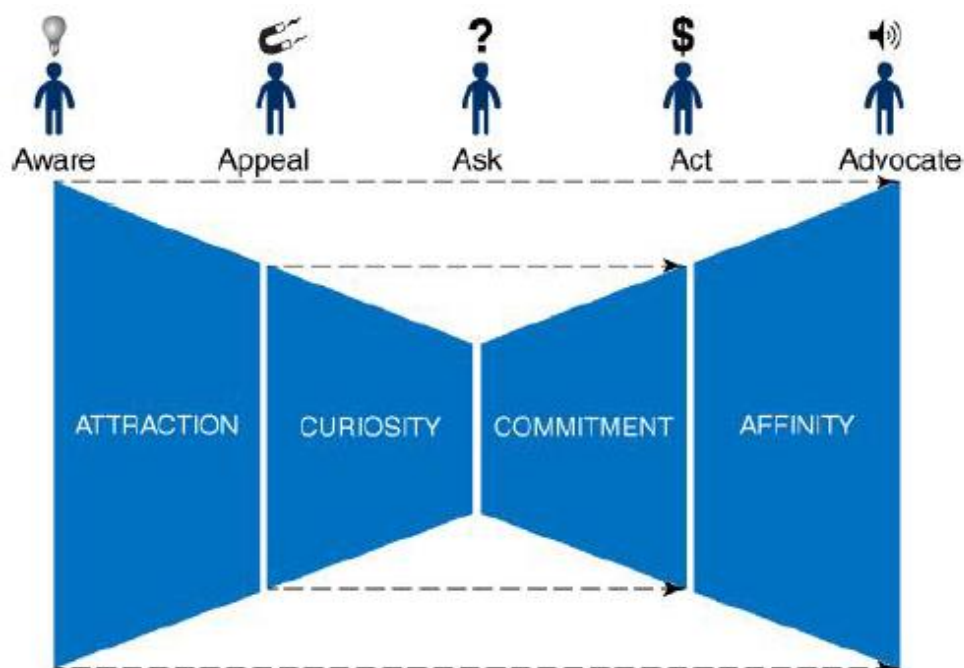 ? $
Aware Appeal Ask Act Advocate
ATTRACTION CURIOSITY COMMITMENT AFFINITY